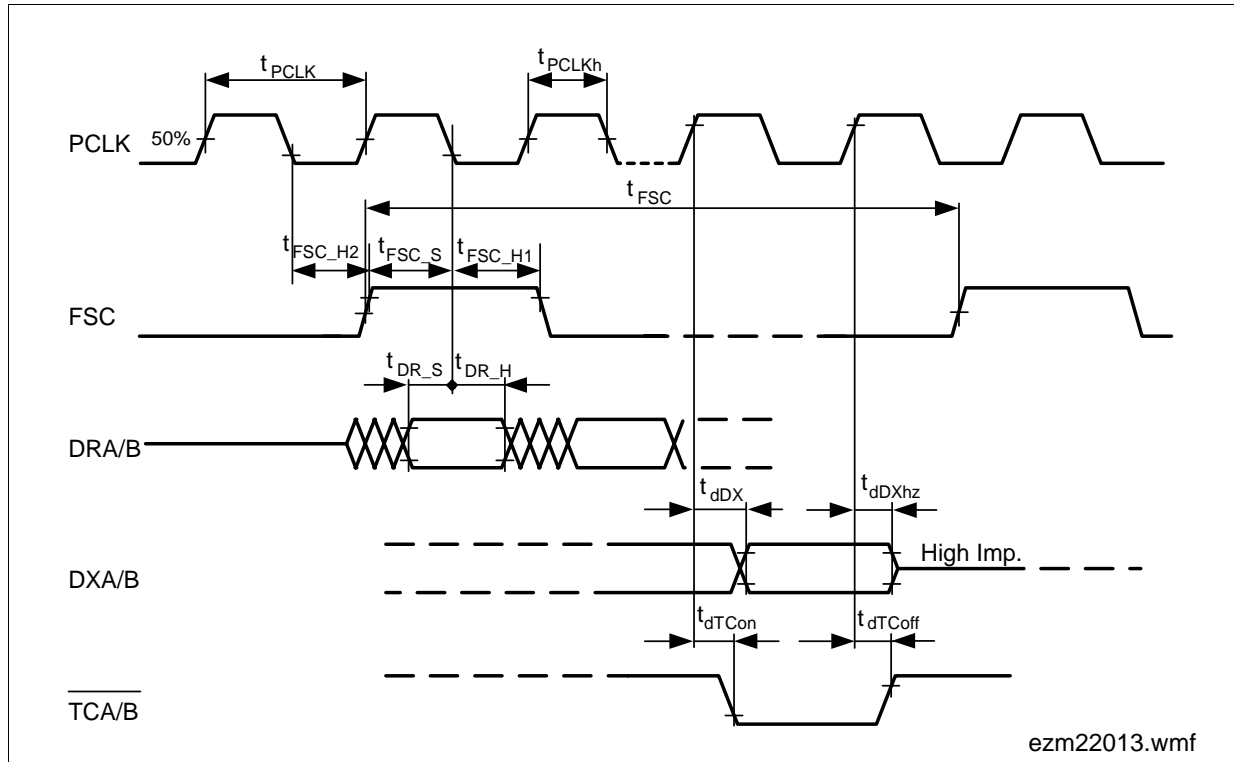 tPCLK
tPCLKh
PCLK
50%
tFSC
tFSC_H2
tFSC_S
tFSC_H1
FSC
tDR_S
tDR_H
DRA/B
tdDX
tdDXhz
DXA/B
High Imp.
tdTCon
tdTCoff
TCA/B
ezm22013.wmf